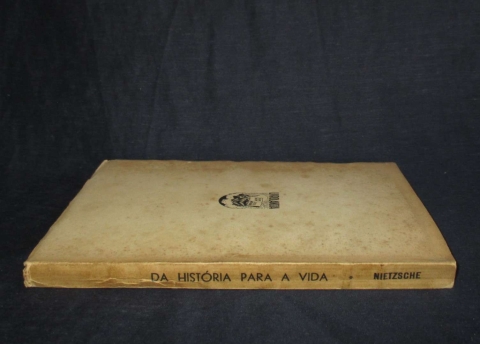 DA HISTÓRIA PARA A VIDA • NIETZSCHE